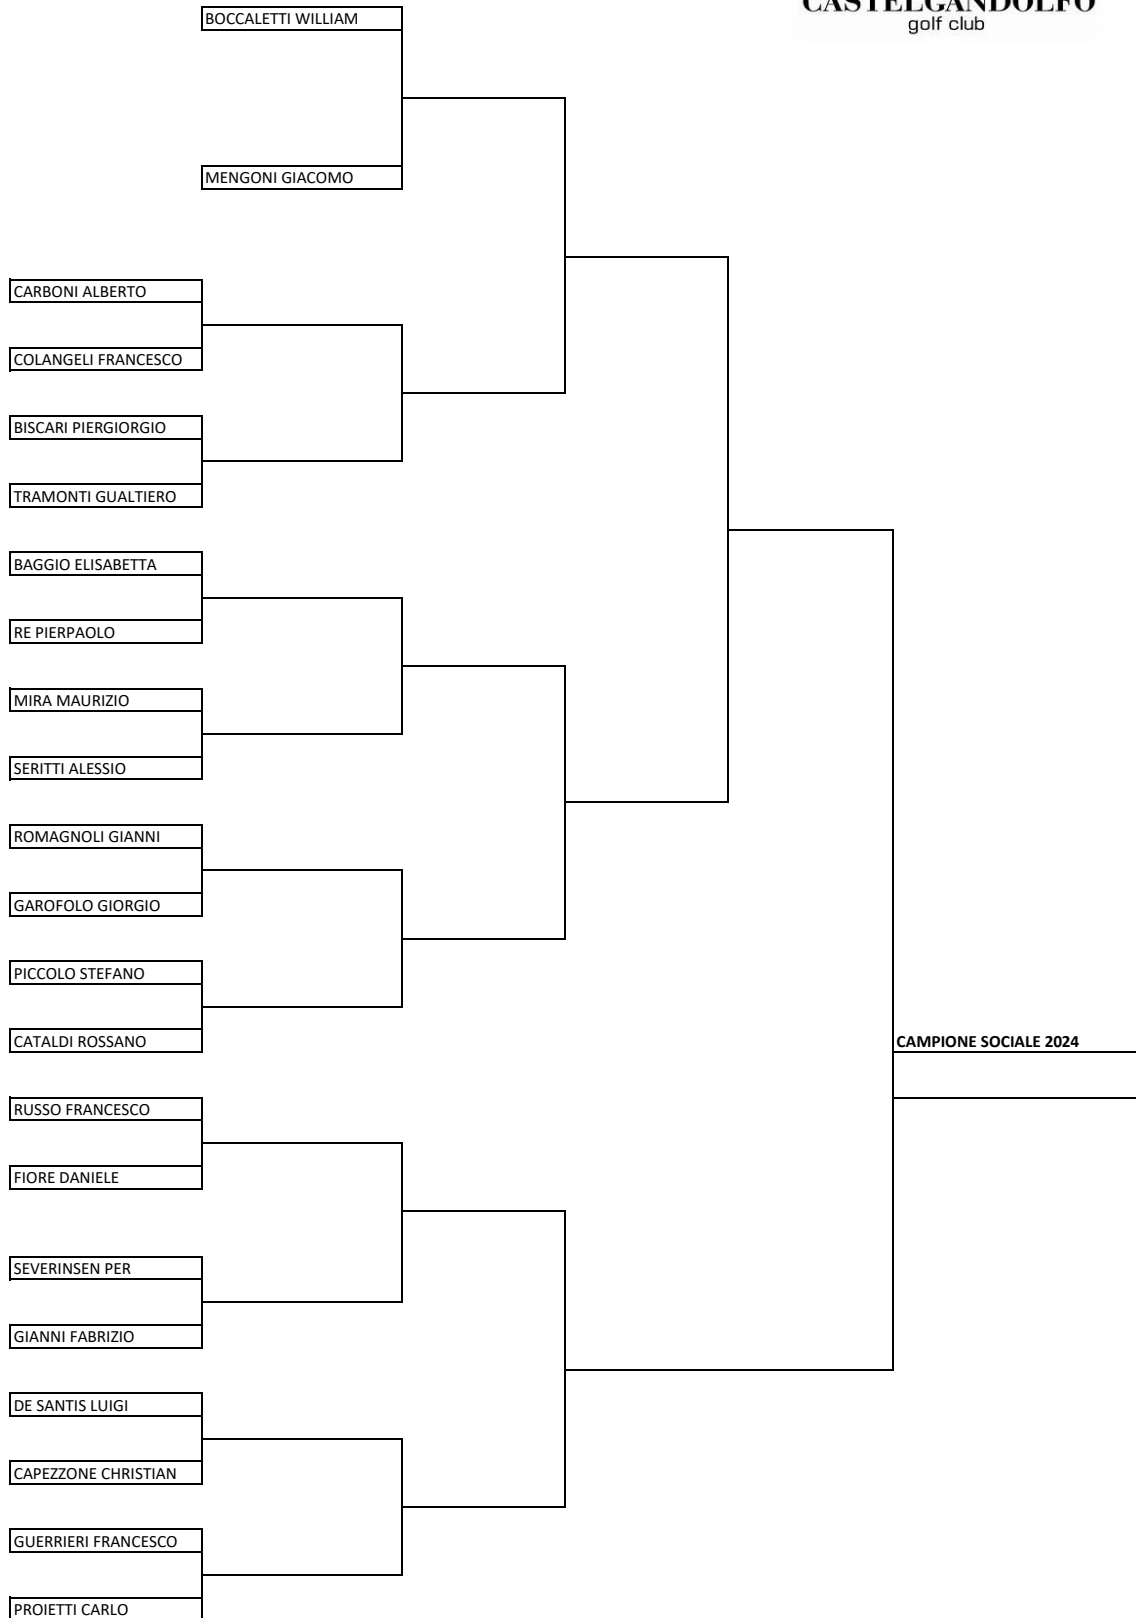 CASTELGANDOLFO
golf club
BOCCALETTI WILLIAM
MENGONI GIACOMO
CARBONI ALBERTO
COLANGELI FRANCESCO
BISCARI PIERGIORGIO
TRAMONTI GUALTIERO
BAGGIO ELISABETTA
RE PIERPAOLO
MIRA MAURIZIO
SERITTI ALESSIO
ROMAGNOLI GIANNI
GAROFOLO GIORGIO
PICCOLO STEFANO
CATALDI ROSSANO
CAMPIONE SOCIALE 2024
RUSSO FRANCESCO
FIORE DANIELE
SEVERINSEN PER
GIANNI FABRIZIO
DE SANTIS LUIGI
CAPEZZONE CHRISTIAN
GUERRIERI FRANCESCO
PROIETTI CARLO